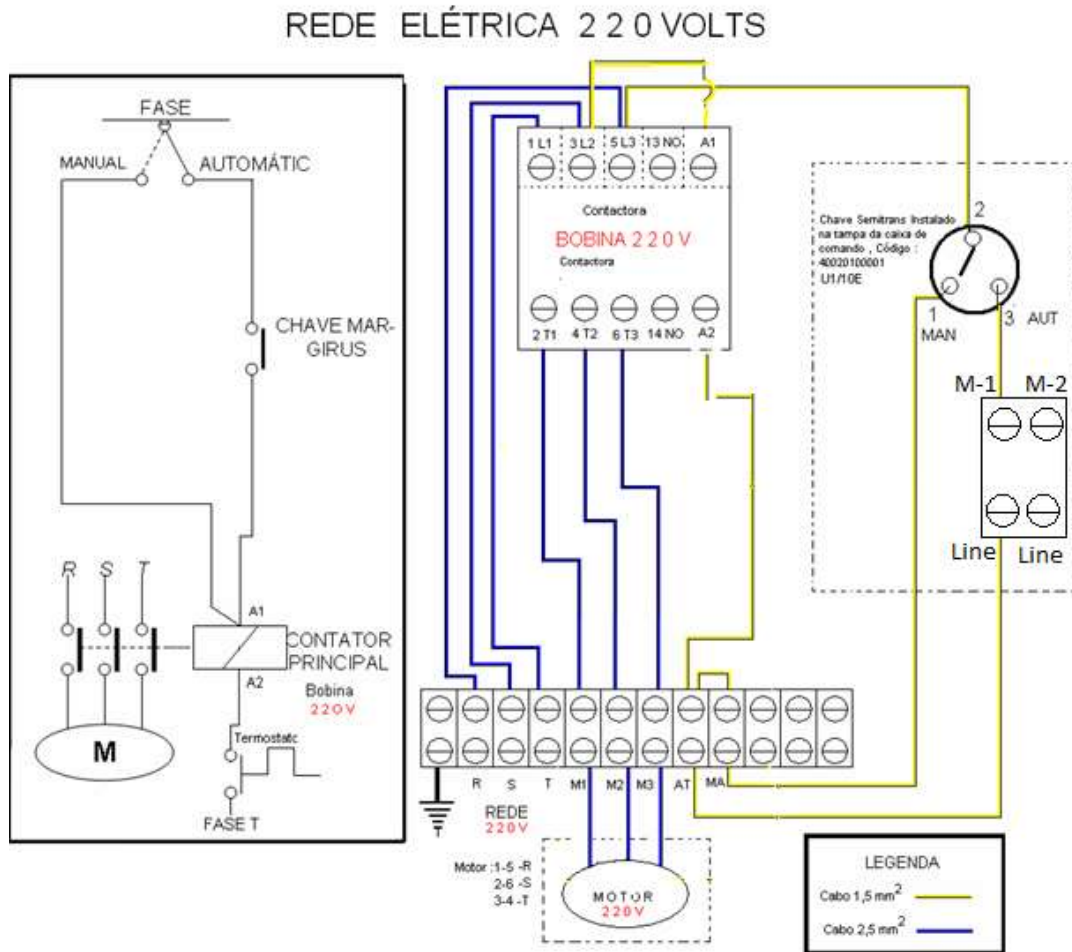 REDE ELÉTRICA 2 2 0 VOLTS
FASE
MANUAL
AUTOMÁTIC
CHAVE MAR-
GIRUS
R S T
A1
CONTATOR
PRINCIPAL
A2
Bobina
220V
M
Termostatc
FASE T
1 L1 3 L2 5 L3 13 NO A1
Contactora
BOBINA 2 2 0 V
Contactora
2 T1 4 T2 6 T3 14 NO A2
Chave Semitrans Instalado
na tampa da caixa de
comando , Código :
40020100001
U1/10E
2
1
MAN
3 AUT
M-1 M-2
Line Line
R S T M1 M2 M3 AT MA
REDE
220V
Motor :1-5 -R
2-6 -S
3-4 -T
MOTOR
220V
LEGENDA
Cabo 1,5 mm²
Cabo 2,5 mm²